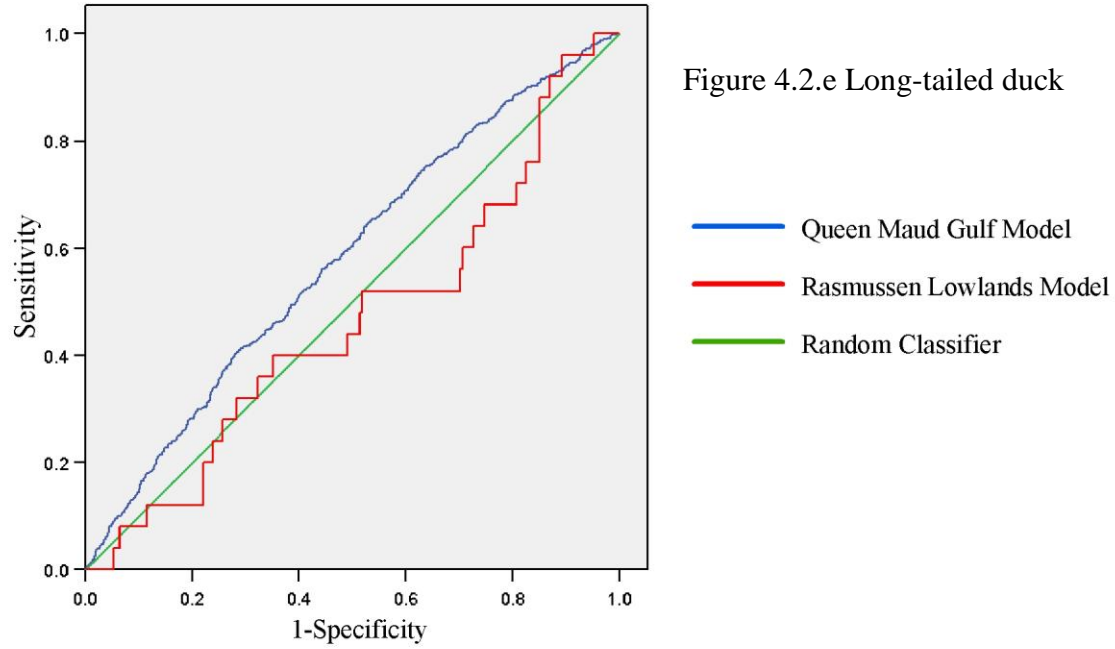 Figure 4.2.e Long-tailed duck
1.0
0.8
0.6
0.4
0.2
0.0
Sensitivity
0.0 0.2 0.4 0.6 0.8 1.0
1-Specificity
Queen Maud Gulf Model
Rasmussen Lowlands Model
Random Classifier